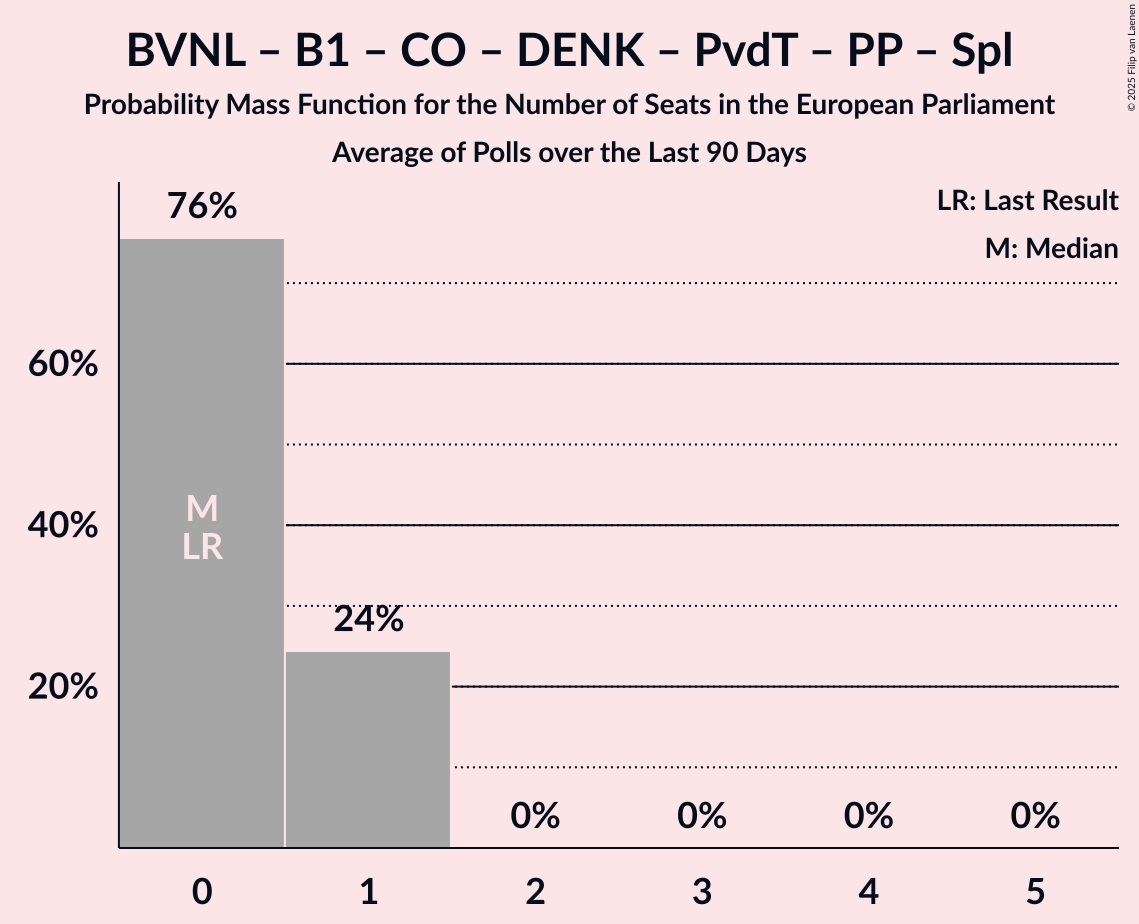 BVNL – B1 – CO – DENK – PvdT – PP – Spl
Probability Mass Function for the Number of Seats in the European Parliament
Average of Polls over the Last 90 Days
© 2025 Filip van Laenen
LR: Last Result
M: Median
76%
60%
M
40%
LR
24%
20%
0% 0% 0% 0%
0 1 2 3 4 5